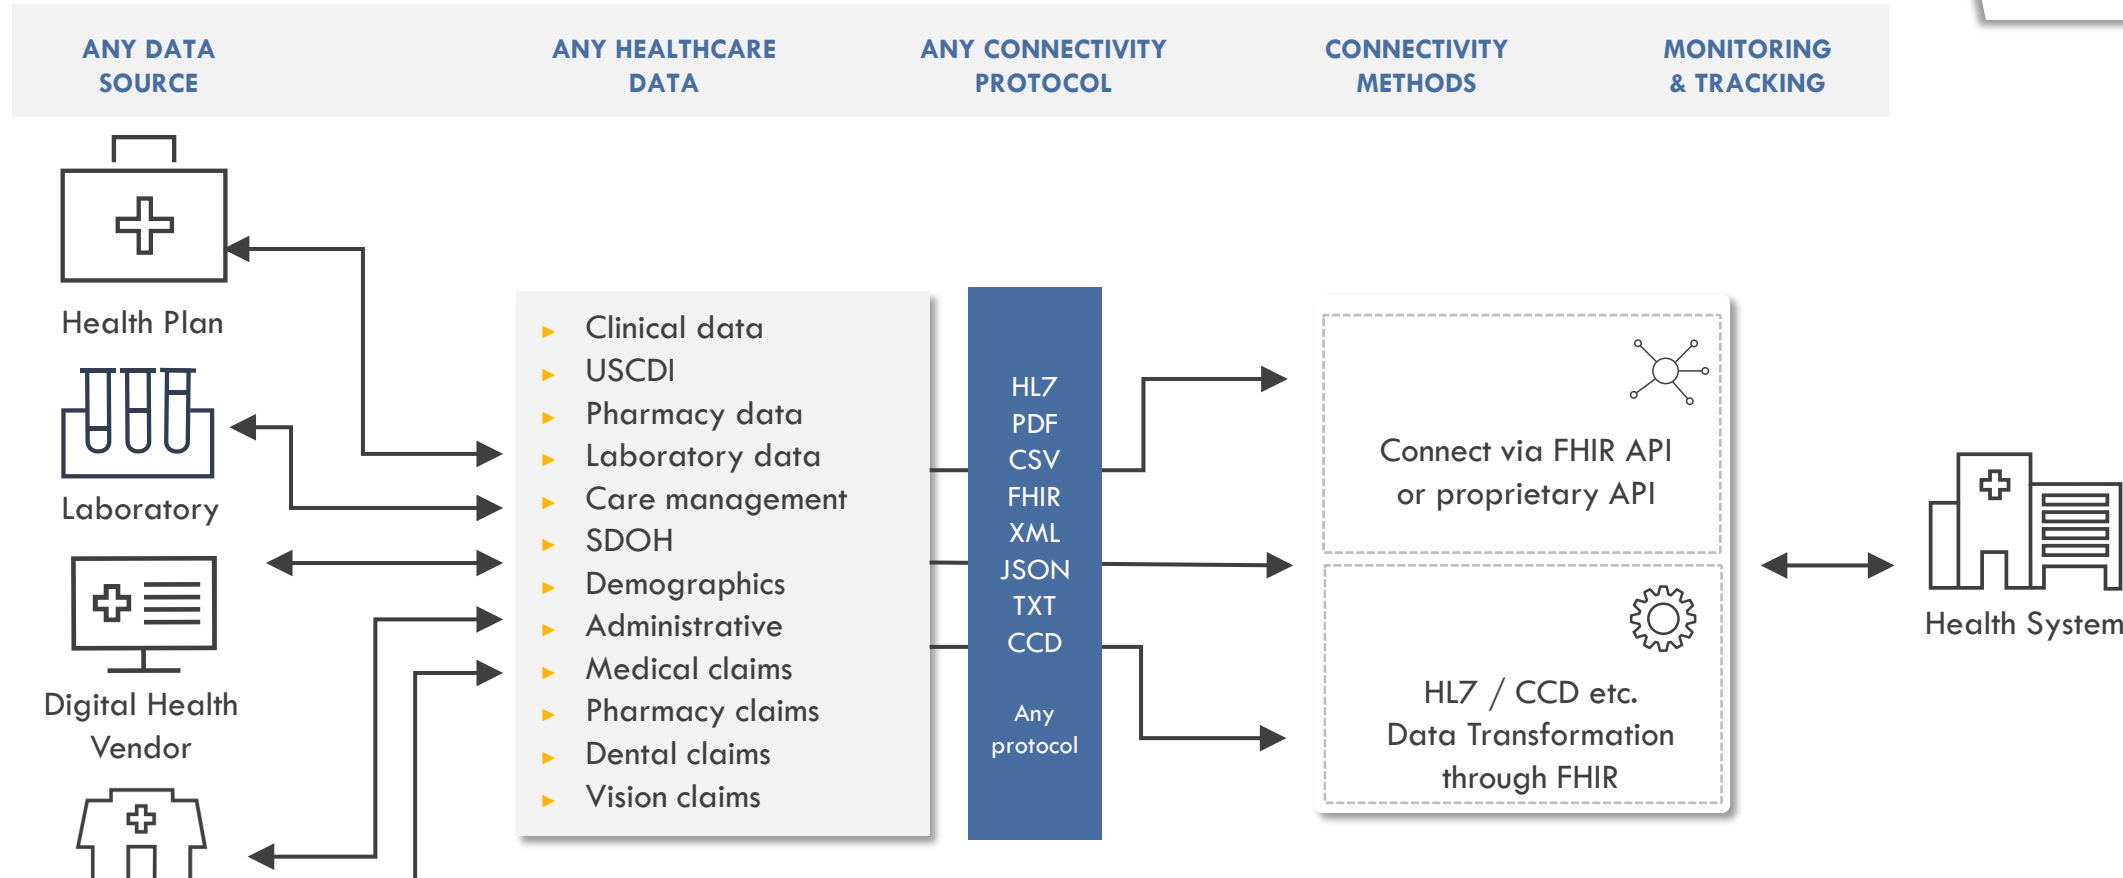 ANY DATA
SOURCE
ANY HEALTHCARE
DATA
ANY CONNECTIVITY
PROTOCOL
CONNECTIVITY
METHODS
MONITORING
& TRACKING
Health Plan
Laboratory
Digital Health
Vendor
Clinical data
USCDI
Pharmacy data
Laboratory data
Care management
SDOH
Demographics
Administrative
Medical claims
Pharmacy claims
Dental claims
Vision claims
HL7
PDF
CSV
FHIR
XML
JSON
TXT
CCD
Any
protocol
Connect via FHIR API
or proprietary API
HL7 / CCD etc.
Data Transformation
through FHIR
Health System